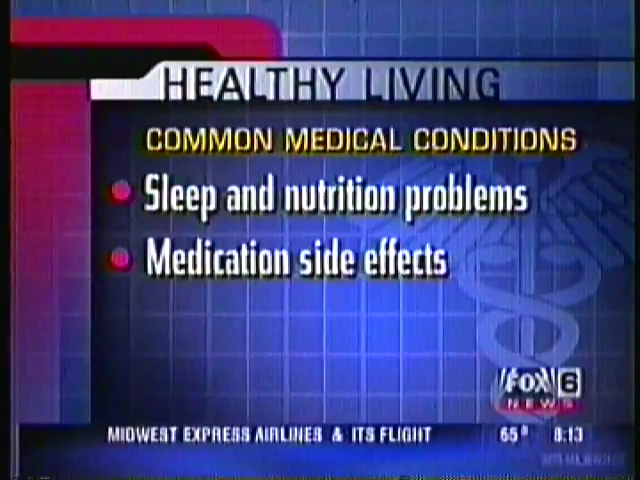 HEALTHY LIVING
COMMON MEDICAL CONDITIONS
Sleep and nutrition problems
Medication side effects
FOX 6
NEWS
MIDWEST EXPRESS AIRLINES & ITS FLIGHT 65° 8:13